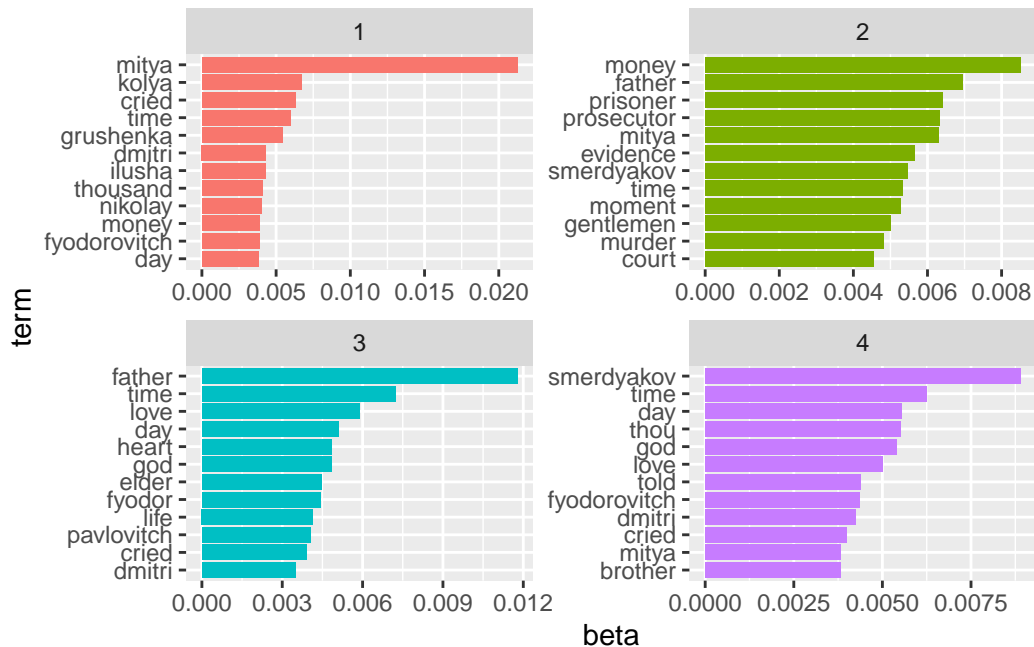 1
mitya
kolya
cried
time
grushenka
dmitri
ilusha
thousand
nikolay
money
fyodorovitch
day
0.000 0.005 0.010 0.015 0.020
2
money
father
prisoner
prosecutor
mitya
evidence
smerdyakov
time
moment
gentlemen
murder
court
0.000 0.002 0.004 0.006 0.008
term
3
father
time
love
day
heart
god
elder
fyodor
life
pavlovitch
cried
dmitri
0.000 0.003 0.006 0.009 0.012
4
smerdyakov
time
day
thou
god
love
told
fyodorovitch
dmitri
cried
mitya
brother
0.0000 0.0025 0.0050 0.0075
beta